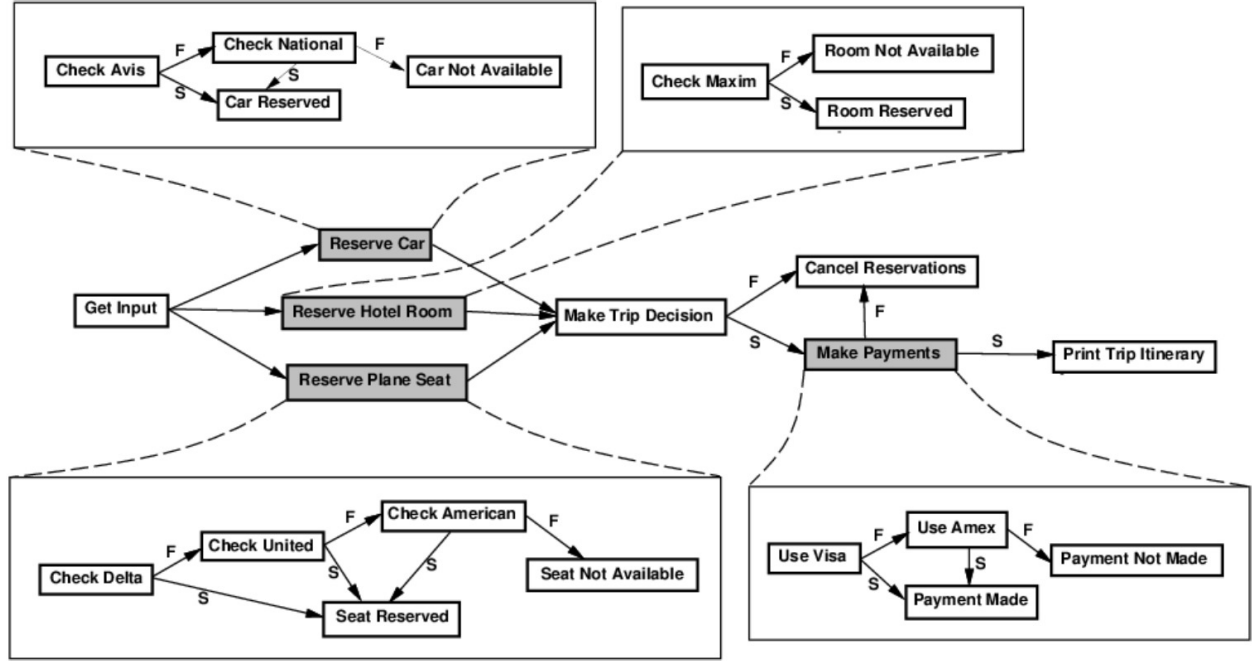 Check Avis
F
S
Check National
F
S
Car Reserved
Car Not Available
Check Maxim
F
S
Room Not Available
Room Reserved
Get Input
Reserve Car
Reserve Hotel Room
Reserve Plane Seat
Make Trip Decision
F
S
Cancel Reservations
F
Make Payments
S
Print Trip Itinerary
Check Delta
F
S
Check United
F
S
Check American
F
S
Seat Not Available
Seat Reserved
Use Visa
F
S
Use Amex
F
S
Payment Not Made
Payment Made